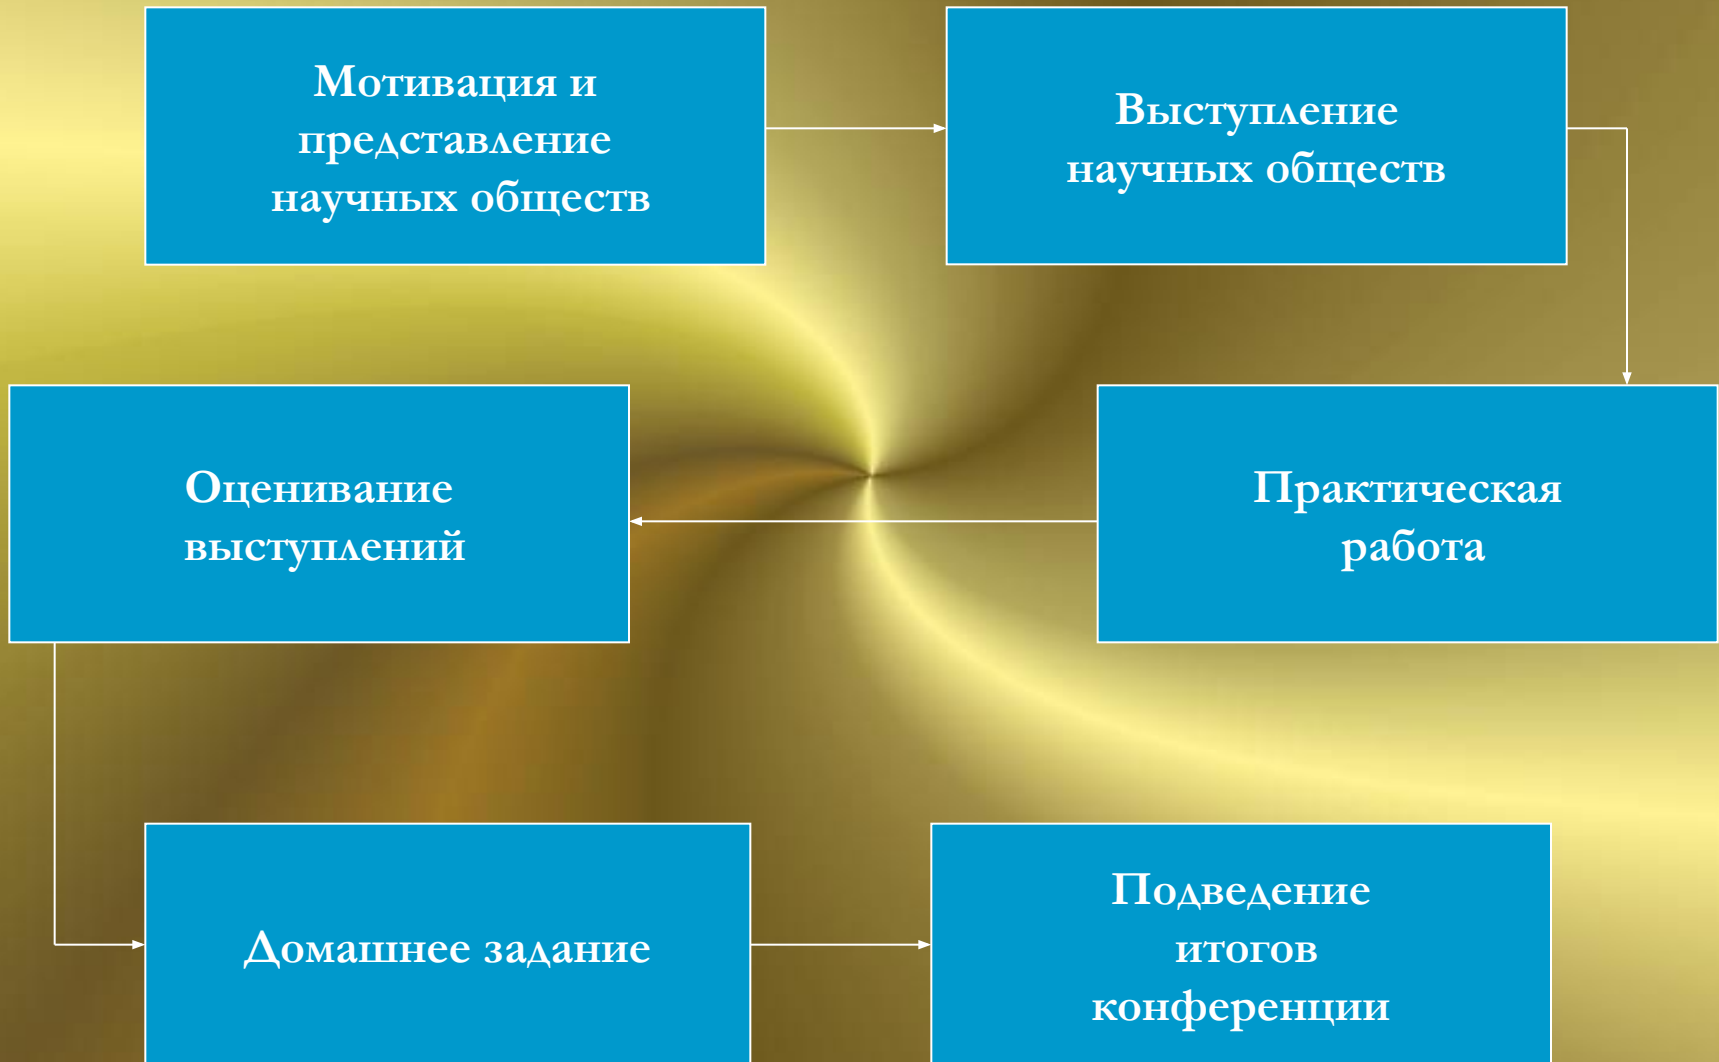 Мотивация и
представление
научных обществ
Выступление
научных обществ
Практическая
работа
Оценивание
выступлений
Домашнее задание
Подведение
итогов
конференции